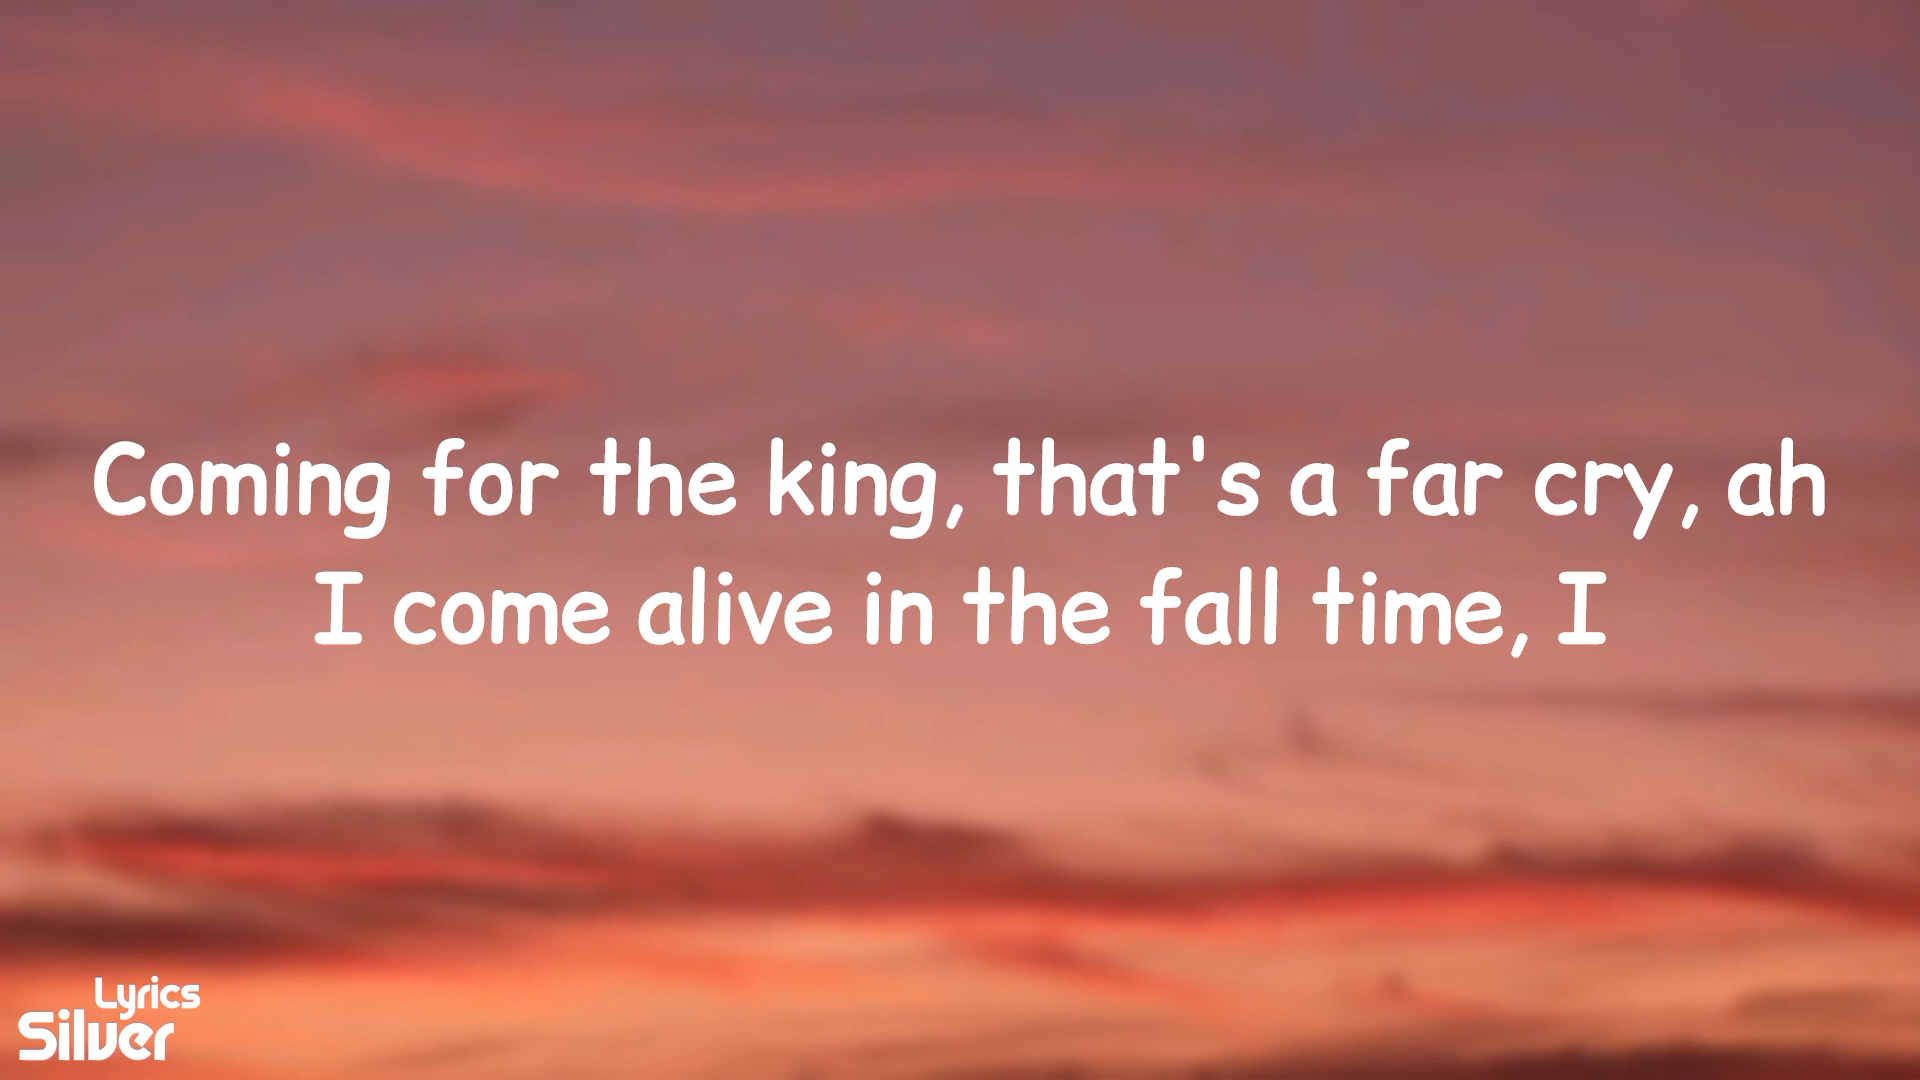 Coming for the king, that's a far cry, ah
I come alive in the fall time, I
Lyrics
Silver